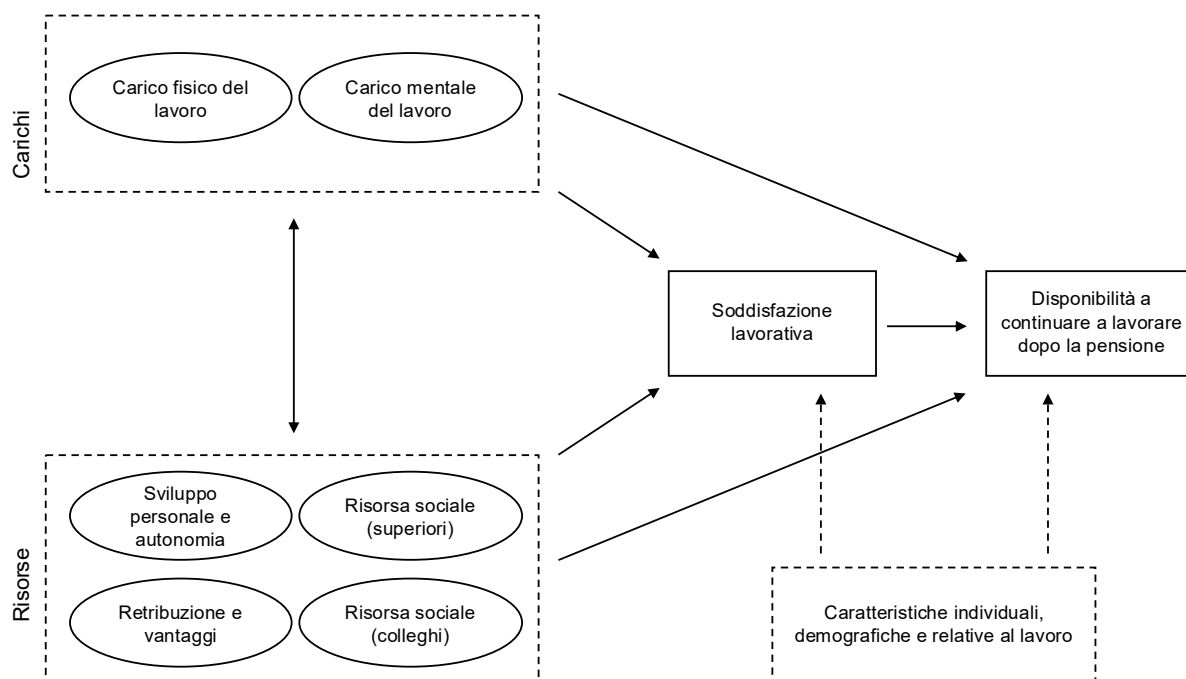 Carichi
Carico fisico del
lavoro
Carico mentale
del lavoro
Soddisfazione
lavorativa
Disponibilità a
continuare a lavorare
dopo la pensione
Risorse
Sviluppo
personale e
autonomia
Risorsa sociale
(superiori)
Retribuzione e
vantaggi
Risorsa sociale
(colleghi)
Caratteristiche individuali,
demografiche e relative al lavoro